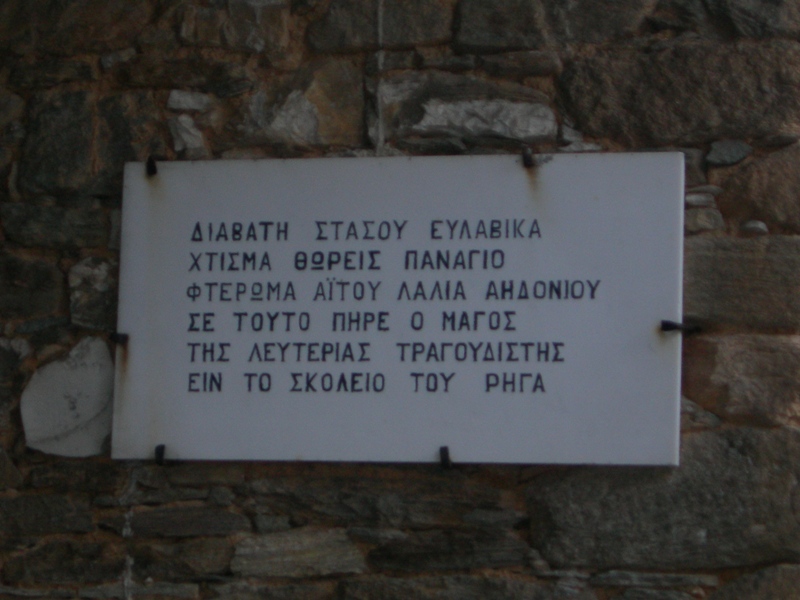 ΔΙΑΒΑΤΗ ΣΤΑΣΟΥ ΕΥΛΑΒΙΚΑ
ΧΤΙΣΜΑ ΘΩΡΕΙΣ ΠΑΝΑΓΙΟ
ΦΤΕΡΩΜΑ ΑΪΤΟΥ ΛΑΛΙΑ ΑΗΔΟΝΙΟΥ
ΣΕ ΤΟΥΤΟ ΠΗΡΕ Ο ΜΑΓΟΣ
ΤΗΣ ΛΕΥΤΕΡΙΑΣ ΤΡΑΓΟΥΔΙΣΤΗΣ
ΕΙΝ ΤΟ ΣΚΟΛΕΙΟ ΤΟΥ ΡΗΓΑ